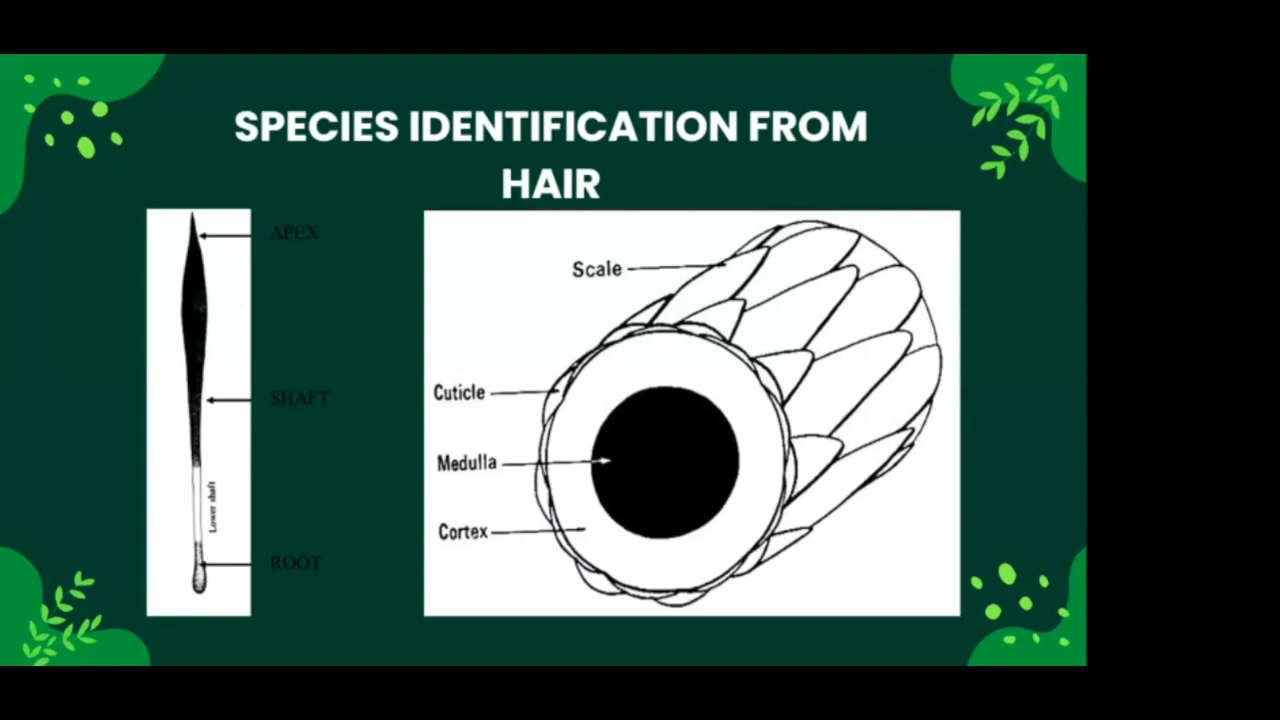 SPECIES IDENTIFICATION FROM
HAIR
APEX
SHAFT
Lower shaft
ROOT
Scale
Cuticle
Medulla
Cortex